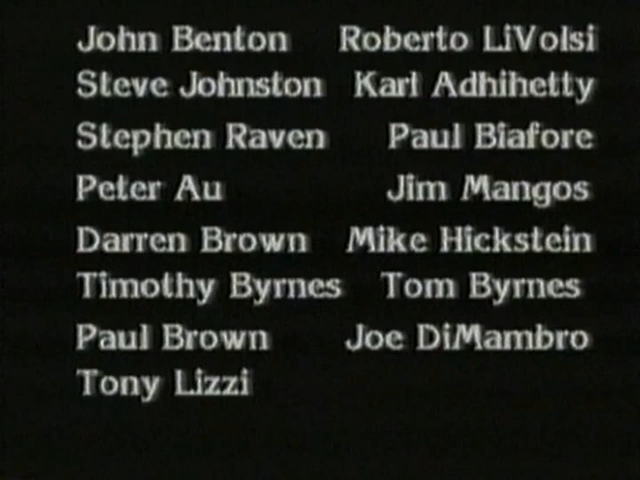 John Benton Roberto LiVolsi
Steve Johnston Karl Adhihetty
Stephen Raven Paul Biafore
Peter Au Jim Mangos
Darren Brown Mike Hickstein
Timothy Byrnes Tom Byrnes
Paul Brown Joe DiMambro
Tony Lizzi